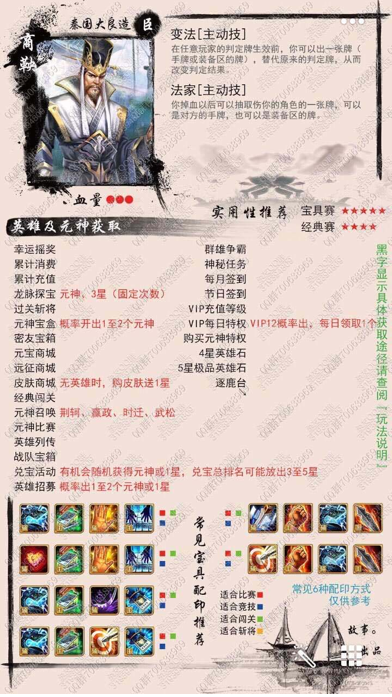 秦国大良造 臣
商鞅
变法[主动技]
在任意玩家的判定牌生效前，你可以出一张牌（
手牌或装备区的牌），替代原来的判定牌，从而
改变判定结果。
法家[主动技]
你掉血以后可以抽取伤你的角色的一张牌，可以
是对方的手牌，也可以是装备区的牌。
血量
实用性推荐 宝具赛 ★★★★★
经典赛 ★★★★
英雄及元神获取
幸运摇奖
累计消费
累计充值
龙脉探宝 元神、3星（固定次数）
过关斩将
元神宝盒 概率开出1至2个元神
密友宝箱
元宝商城
远征商城
皮肤商城 无英雄时，购皮肤送1星
经典闯关
元神召唤 荆轲、嬴政、时迁、武松
元神比赛
英雄列传
战队宝箱
兑宝活动 有机会随机获得元神或1星，兑宝总排名可能放出3至5星
英雄招募 概率出1至2个元神或1星
群雄争霸
神秘任务
每月签到
节日签到
VIP充值等级
VIP每日特权 VIP12概率出、每日领取1个
购买元神特权
4星英雄石
5星极品英雄石
逐鹿台
黑字显示具体获取途径请查阅『玩法说明』
常见宝具配印推荐
适合比赛
适合竞技
适合闯关
适合斩将
常见6种配印方式
仅供参考
故事。
出品